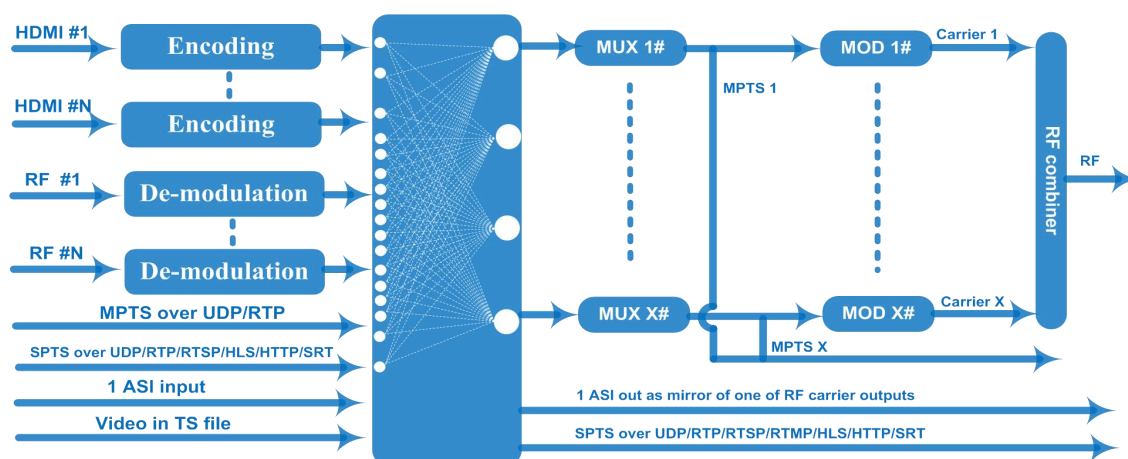 HDMI #1
Encoding
HDMI #N
Encoding
RF #1
De-modulation
RF #N
De-modulation
MPTS over UDP/RTP
SPTS over UDP/RTP/RTSP/HLS/HTTP/SRT
1 ASI input
Video in TS file
MUX 1#
MPTS 1
MOD 1#
Carrier 1
MUX X#
MPTS X
MOD X#
Carrier X
RF combiner
RF
1 ASI out as mirror of one of RF carrier outputs
SPTS over UDP/RTP/RTSP/RTMP/HLS/HTTP/SRT